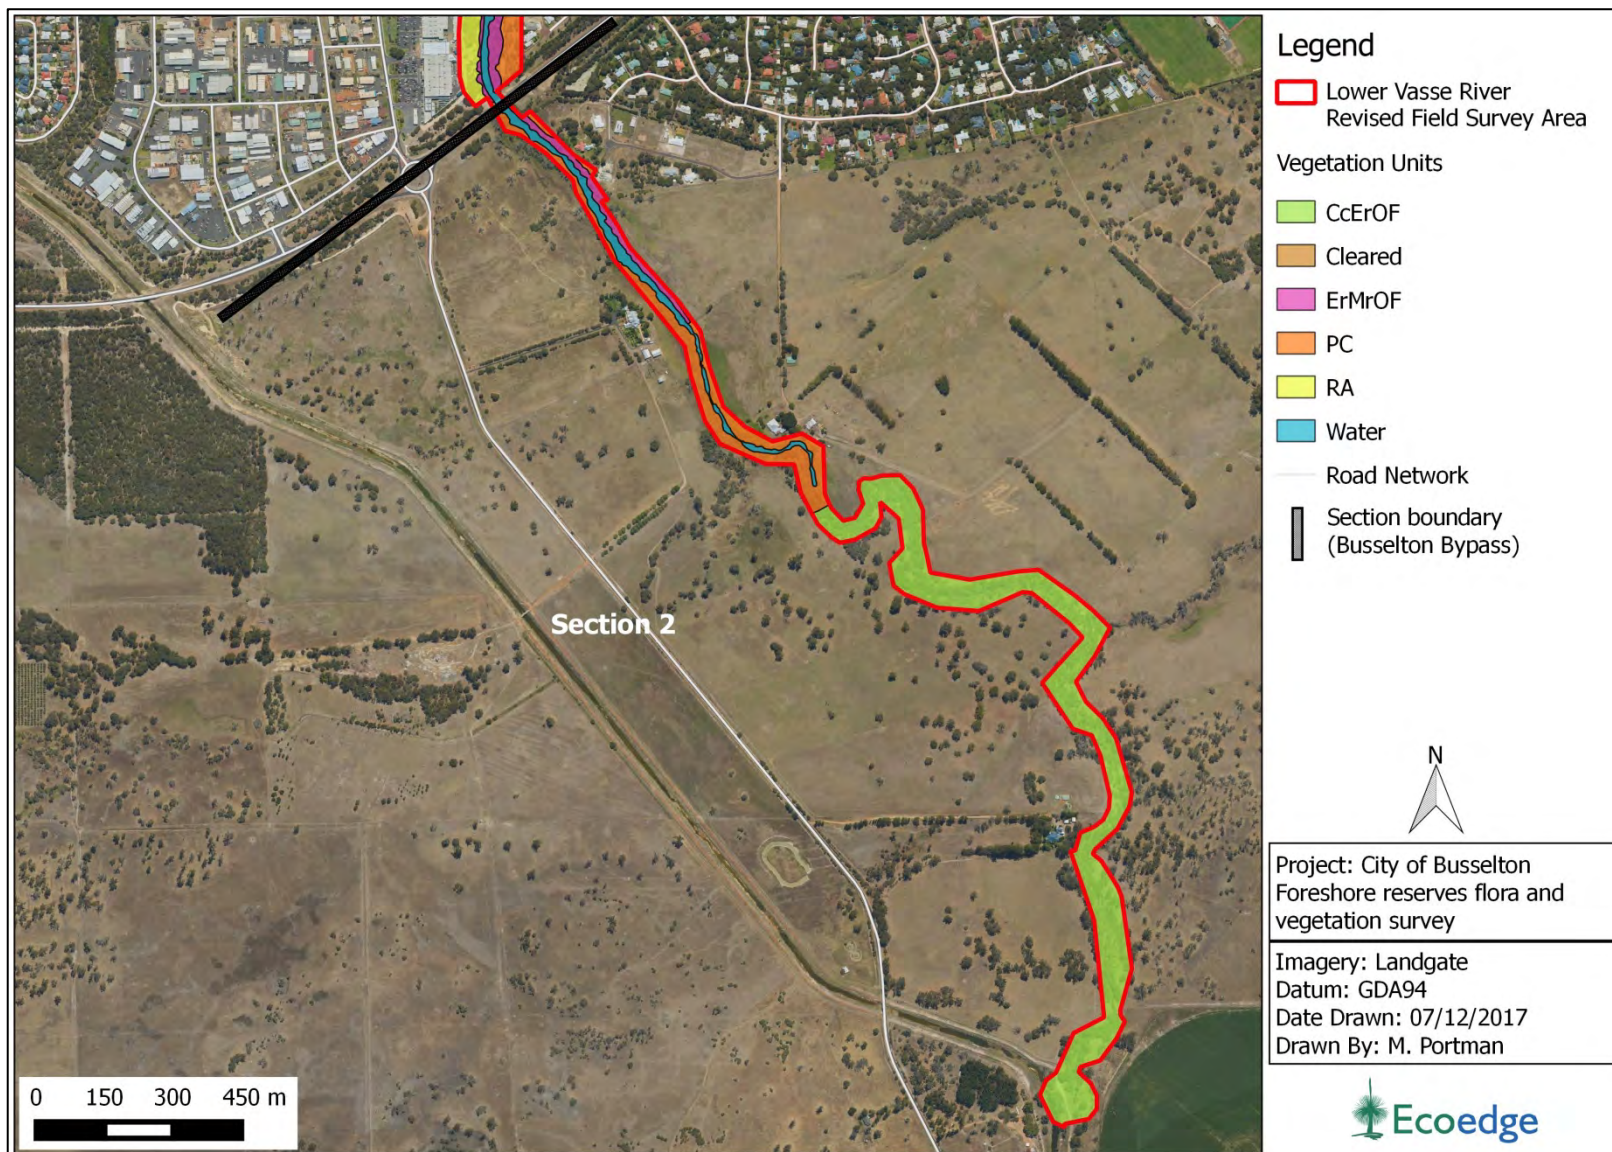 Legend
Lower Vasse River
Revised Field Survey Area
Vegetation Units
CcErOF
Cleared
ErMrOF
PC
RA
Water
Road Network
Section boundary
(Busselton Bypass)
Section 2
N
Project: City of Busselton
Foreshore reserves flora and
vegetation survey
Imagery: Landgate
Datum: GDA94
Date Drawn: 07/12/2017
Drawn By: M. Portman
0 150 300 450 m
Ecoedge